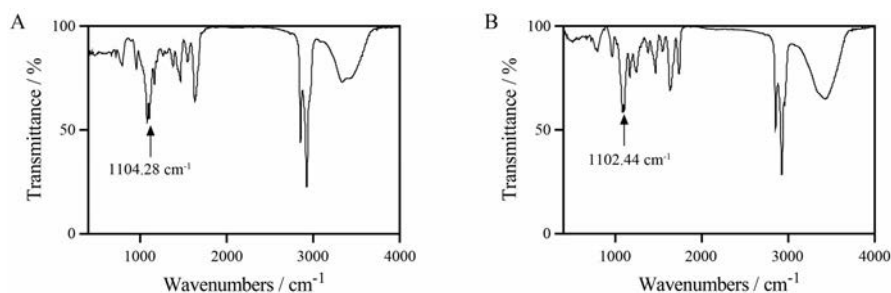 A
100
50
0
1104.28 cm⁻¹
1000
2000
3000
4000
Wavenumbers / cm⁻¹
Transmittance / %
B
100
50
0
1102.44 cm⁻¹
1000
2000
3000
4000
Wavenumbers / cm⁻¹
Transmittance / %